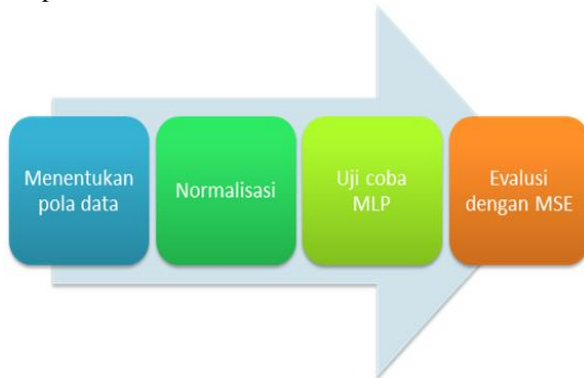 Menentukan
pola data
Normalisasi
Uji coba
MLP
Evalusi
dengan MSE